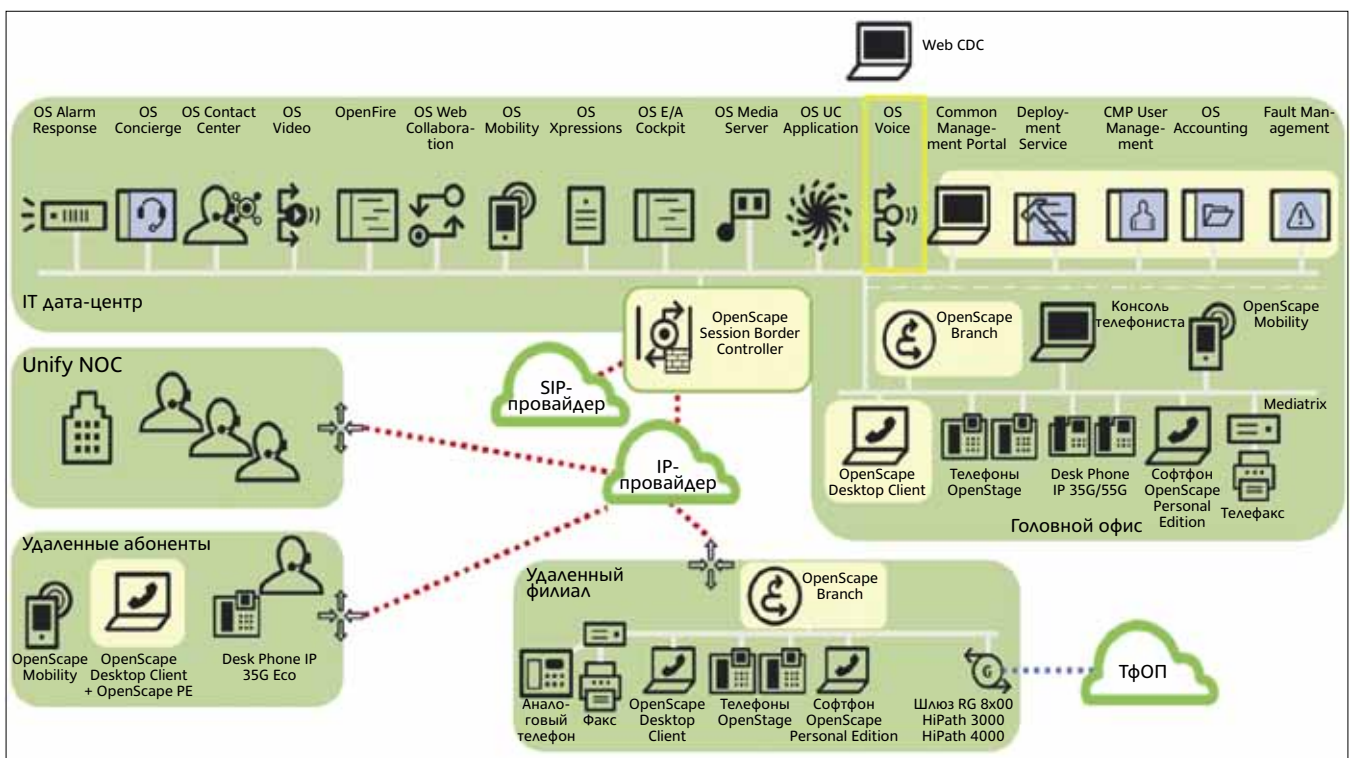 Web CDC
OS Alarm
Response
OS
Concierge
OS Contact
Center
OS
Video
OpenFire
OS Web
Collabora-
tion
OS
Mobility
OS
Xpressions
OS E/A
Cockpit
OS Media
Server
OS UC
Application
OS
Voice
Common
Manage-
ment Portal
Deploy-
ment
Service
CMP User
Manage-
ment
OS
Accounting
Fault Man-
agement
IT дата-центр
OpenScape
Session Border
Controller
OpenScape
Branch
Консоль
телефониста
OpenScape
Mobility
Unify NOC
SIP-
провайдер
IP-
провайдер
Mediatrix
OpenScape
Desktop Client
Телефоны
OpenStage
Desk Phone
IP 35G/55G
Софтфон
OpenScape
Personal
Edition
Телефакс
Головной офис
Удаленные абоненты
OpenScape
Mobility
OpenScape
Desktop Client
+ OpenScape PE
Desk Phone IP
35G Eco
Удаленный
филиал
OpenScape
Branch
Анало-
говый
телефон
Факс
OpenScape
Desktop
Client
Телефоны
OpenStage
Софтфон
OpenScape
Personal Edition
G
Шлюз RG 8x00
HiPath 3000
HiPath 4000
ТфОП